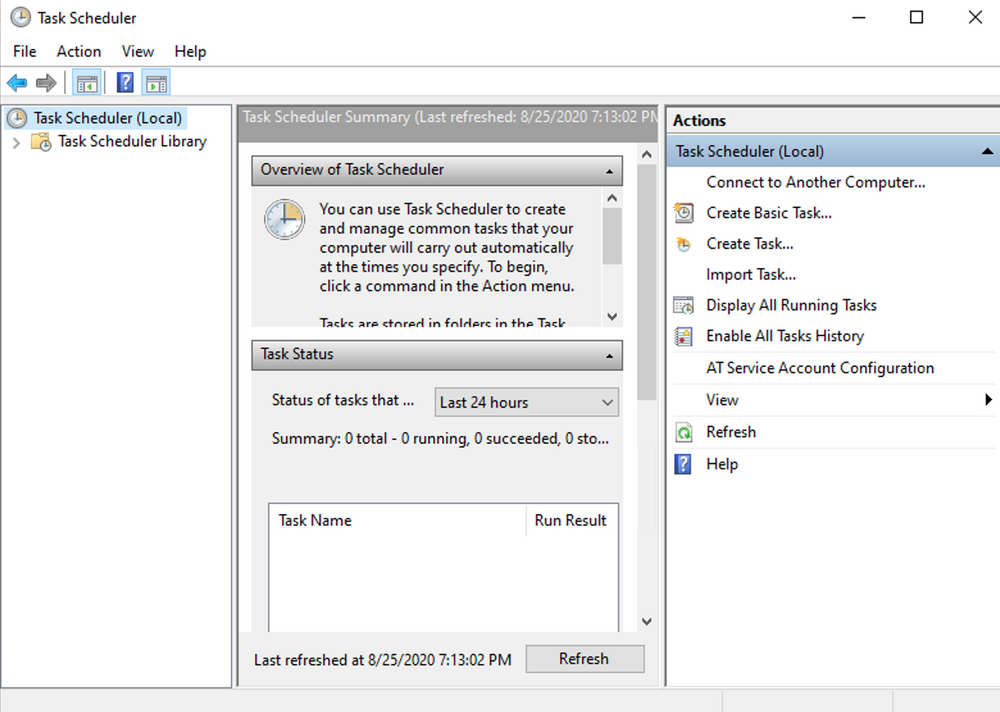 Task Scheduler
File Action View Help
Task Scheduler (Local)
Task Scheduler Library
Task Scheduler Summary (Last refreshed: 8/25/2020 7:13:02 PM
Overview of Task Scheduler
You can use Task Scheduler to create
and manage common tasks that your
computer will carry out automatically
at the times you specify. To begin,
click a command in the Action menu.
Tasks are stored in folders in the Task
Task Status
Status of tasks that ... Last 24 hours
Summary: 0 total - 0 running, 0 succeeded, 0 sto...
Task Name Run Result
Last refreshed at 8/25/2020 7:13:02 PM Refresh
Actions
Task Scheduler (Local)
Connect to Another Computer...
Create Basic Task...
Create Task...
Import Task...
Display All Running Tasks
Enable All Tasks History
AT Service Account Configuration
View
Refresh
Help